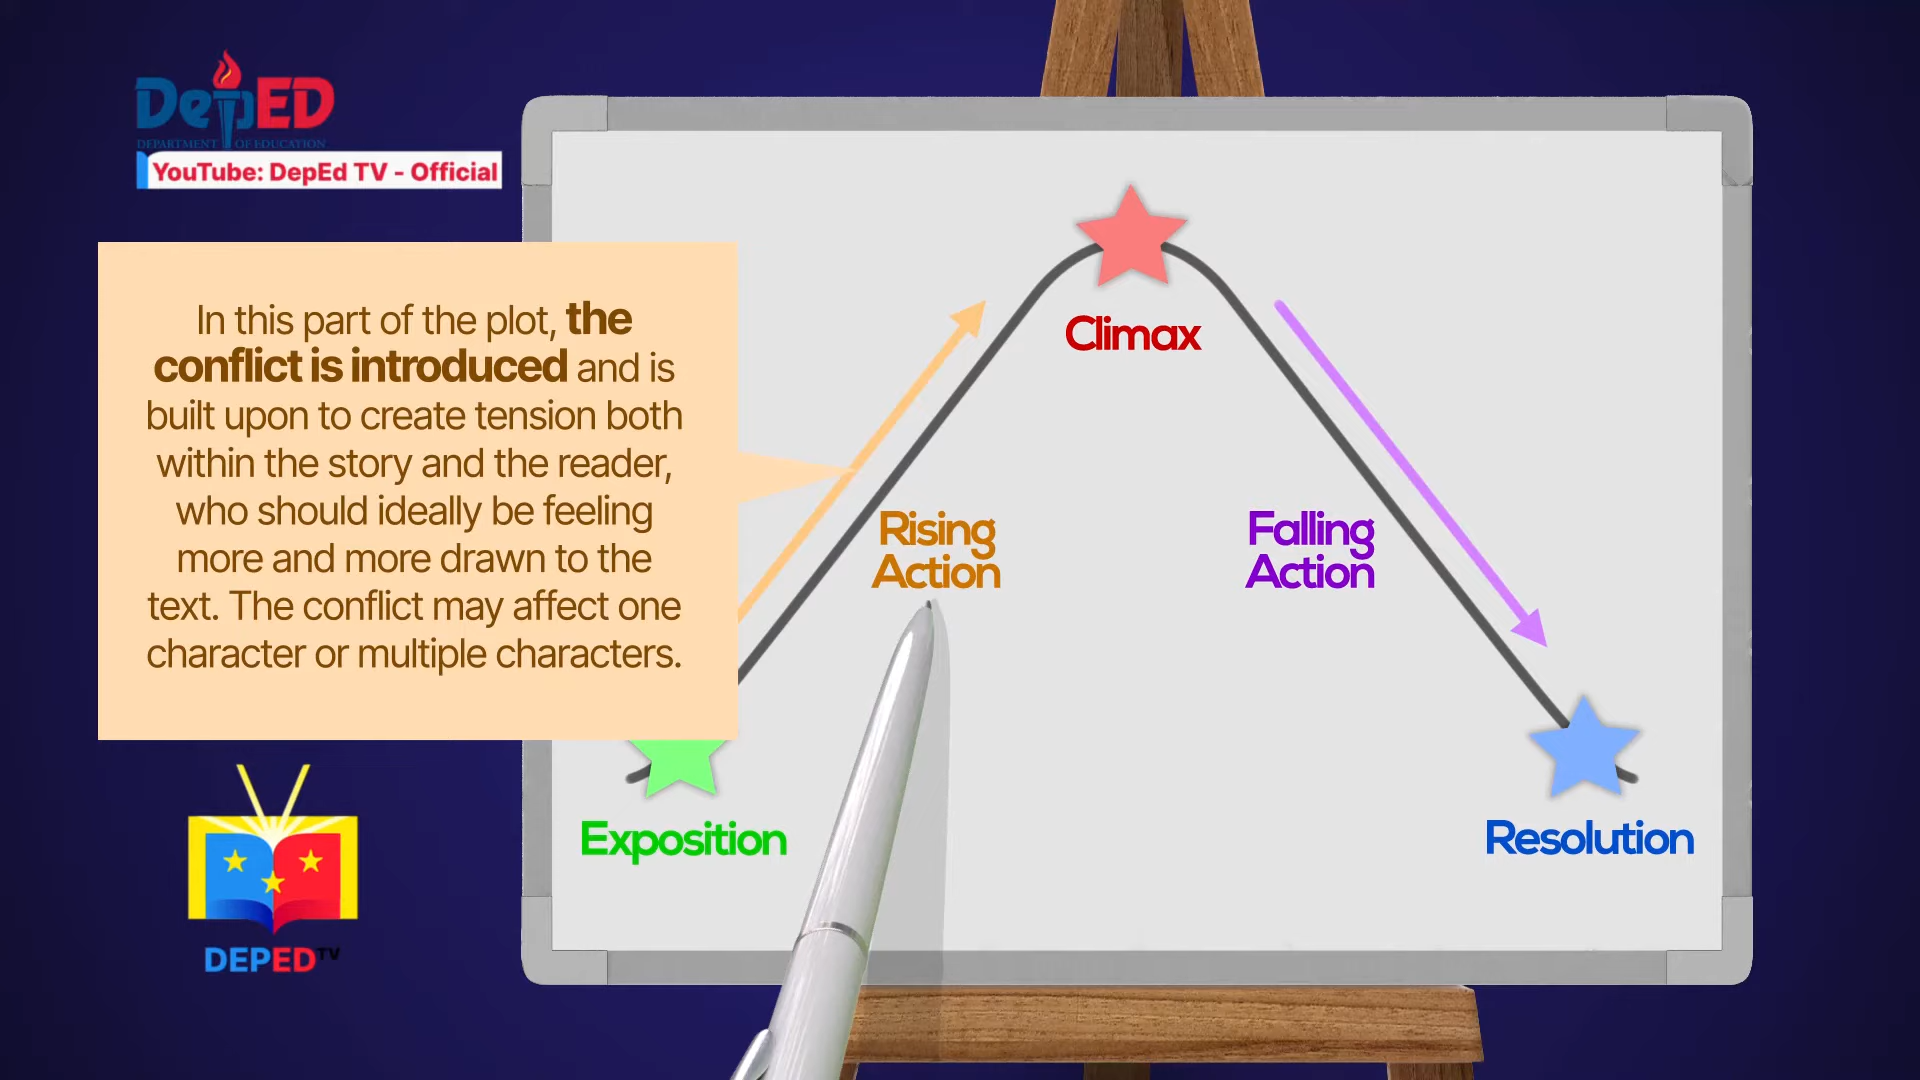 DepED
DEPARTMENT OF EDUCATION
YouTube: DepEd TV - Official
In this part of the plot, the
conflict is introduced and is
built upon to create tension both
within the story and the reader,
who should ideally be feeling
more and more drawn to the
text. The conflict may affect one
character or multiple characters.
Climax
Rising
Action
Falling
Action
Exposition
Resolution
DEPED TV